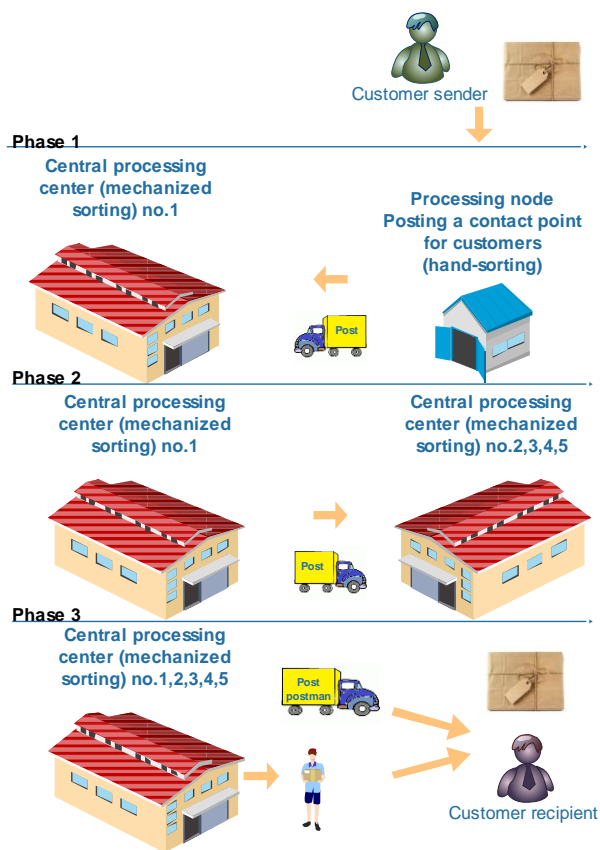 Customer sender
Phase 1
Central processing
center (mechanized
sorting) no.1
Processing node
Posting a contact point
for customers
(hand-sorting)
Post
Phase 2
Central processing
center (mechanized
sorting) no.1
Central processing
center (mechanized
sorting) no.2,3,4,5
Post
Phase 3
Central processing
center (mechanized
sorting) no.1,2,3,4,5
Post
postman
Customer recipient